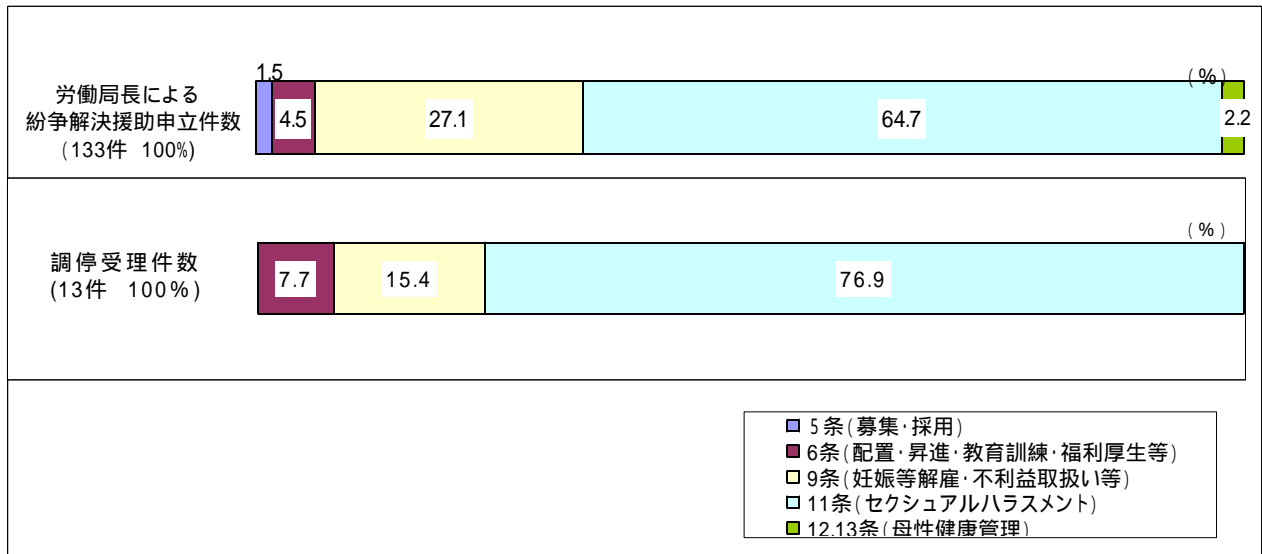 1.5
(%)
労働局長による
紛争解決援助申立件数
(133件 100%)
4.5
27.1
64.7
2.2
(%)
調停受理件数
(13件 100%)
7.7
15.4
76.9
5条(募集・採用)
6条(配置・昇進・教育訓練・福利厚生等)
9条(妊娠等解雇・不利益取扱い等)
11条(セクシュアルハラスメント)
12.13条(母性健康管理)